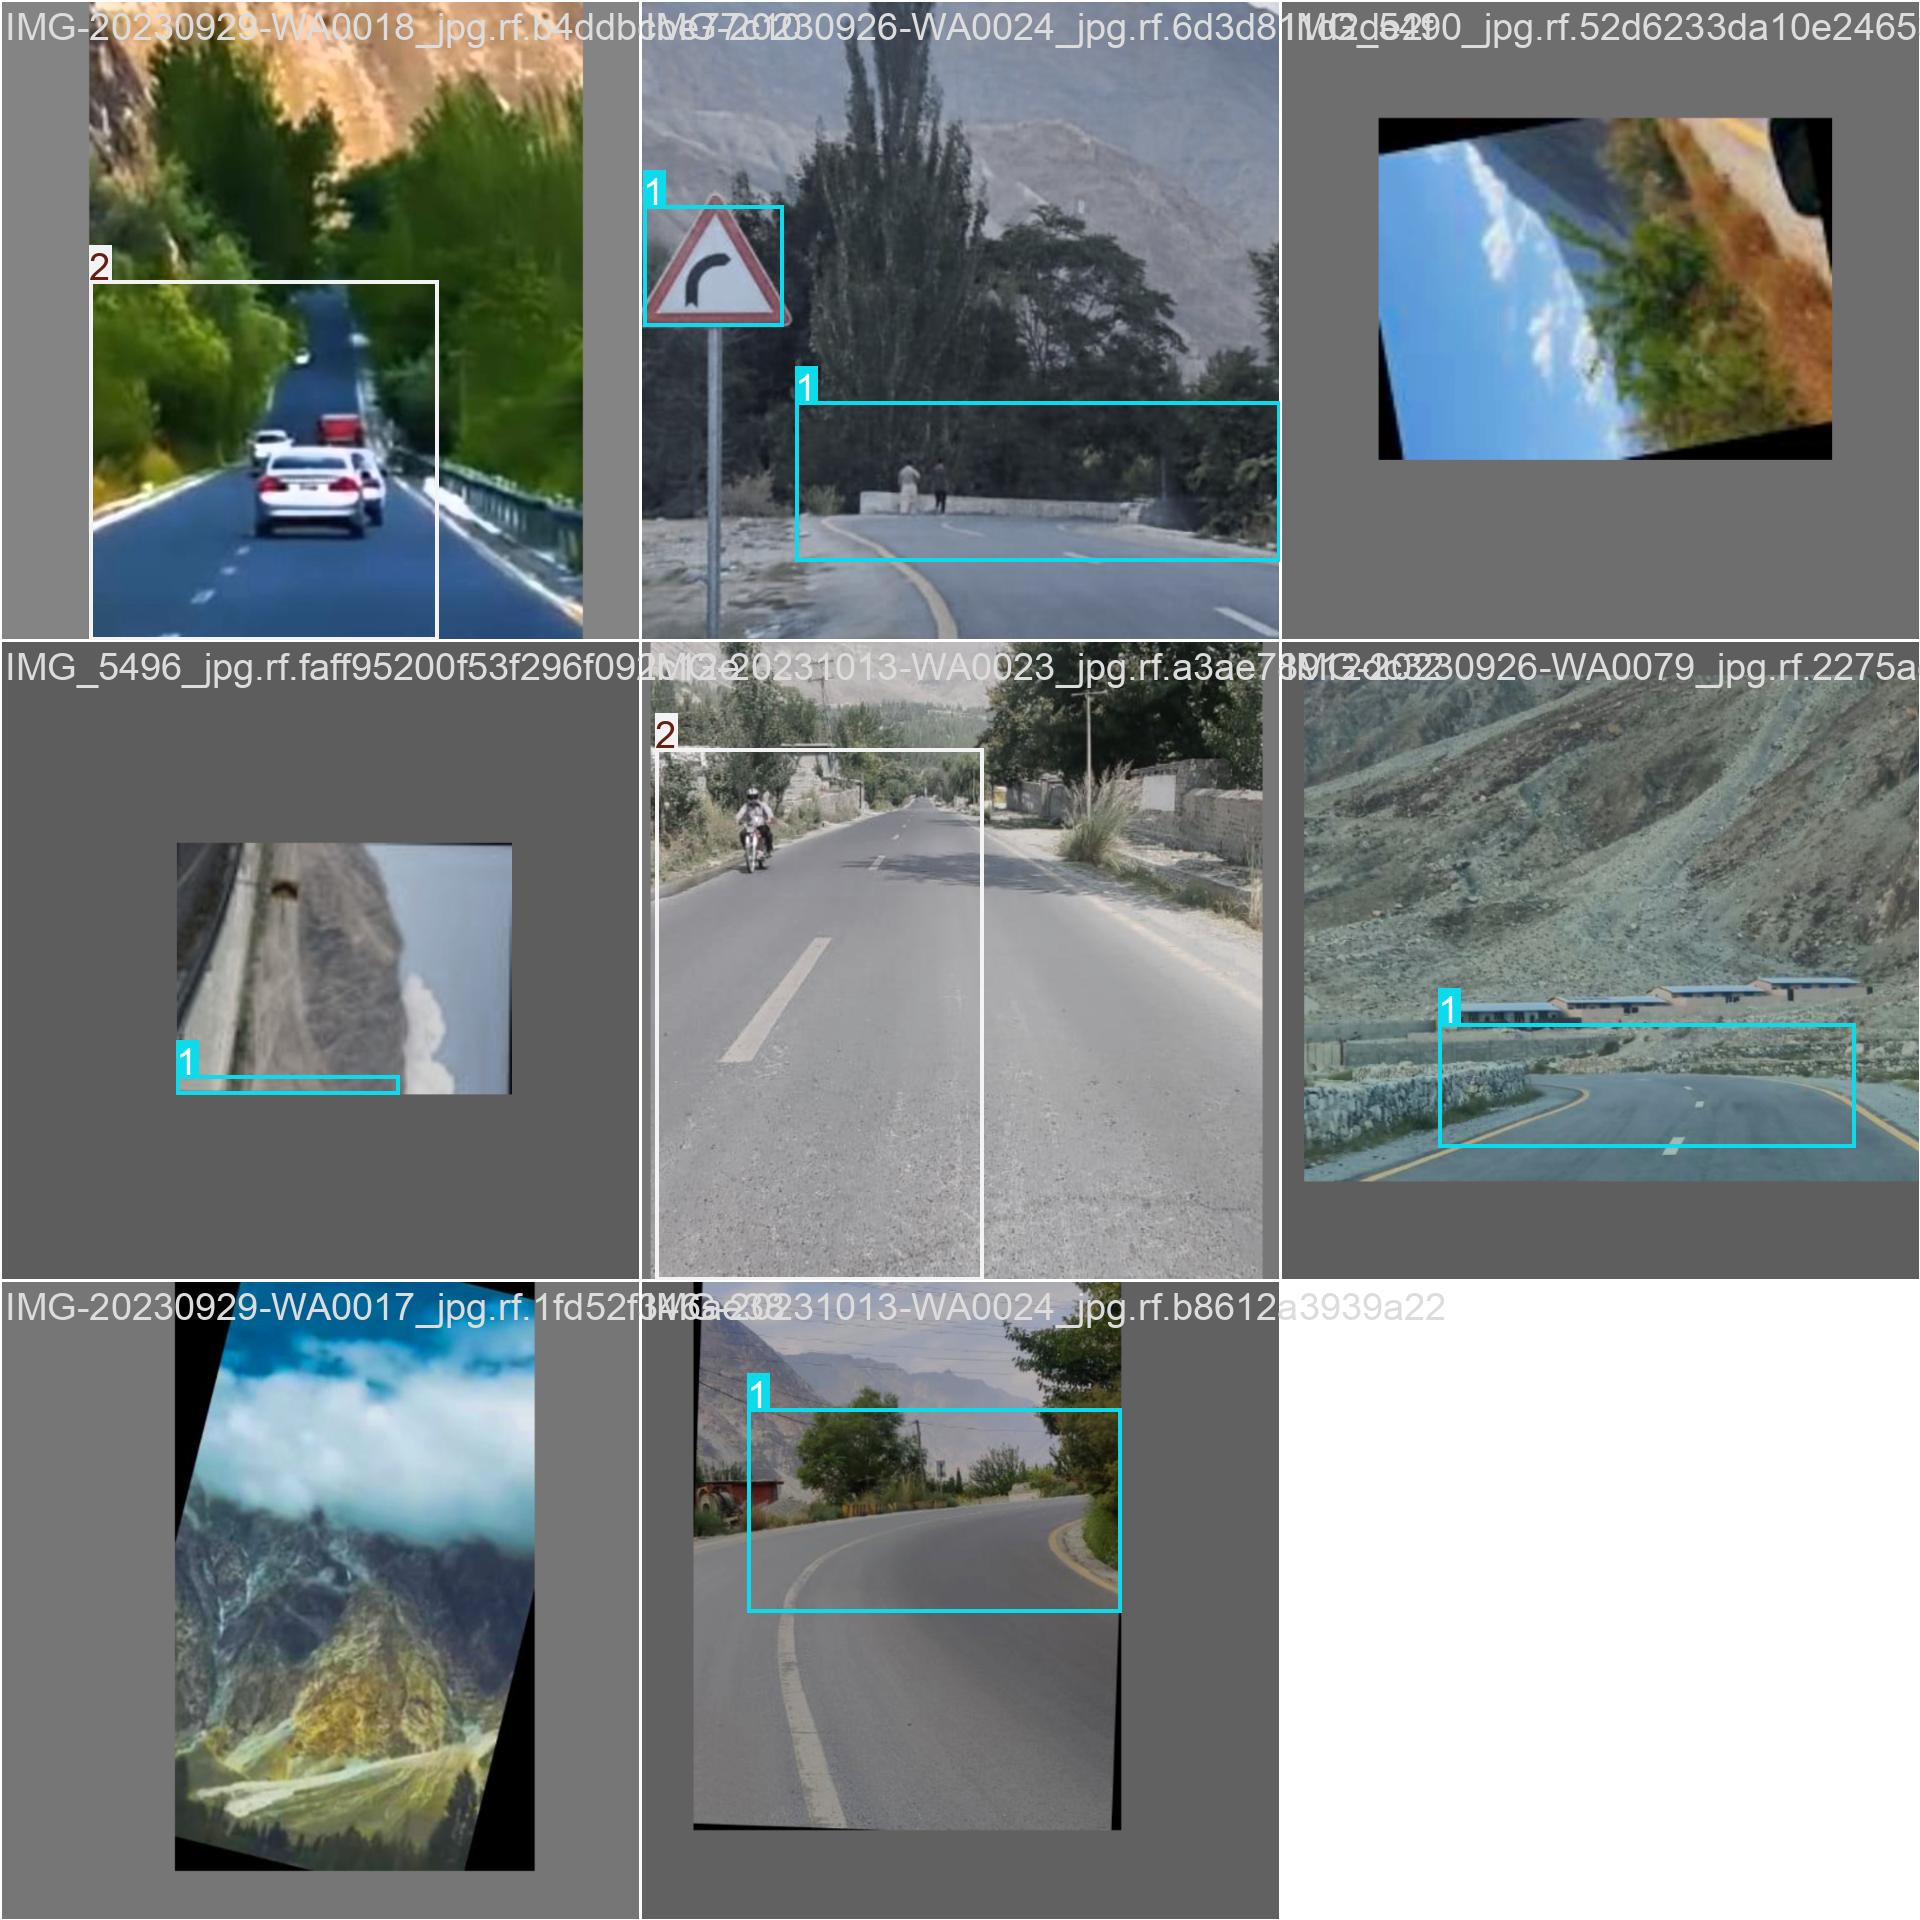 IMG-20230929-WA0018_jpg.rf.b4ddbd
IMG-20230926-WA0024_jpg.rf.6d3d81
IMG_5490_jpg.rf.52d6233da10e2465
2
1
1
IMG_5496_jpg.rf.faff95200f53f296f092
IMG-20231013-WA0023_jpg.rf.a3ae78
IMG-20230926-WA0079_jpg.rf.2275a
2
1
1
IMG-20230929-WA0017_jpg.rf.1fd52f
IMG-20231013-WA0024_jpg.rf.b8612a3939a22
1